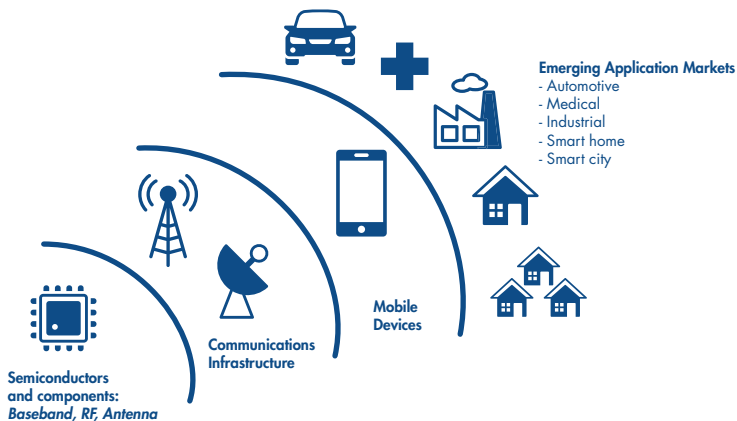 Emerging Application Markets
- Automotive
- Medical
- Industrial
- Smart home
- Smart city
Mobile
Devices
Communications
Infrastructure
Semiconductors
and components:
Baseband, RF, Antenna